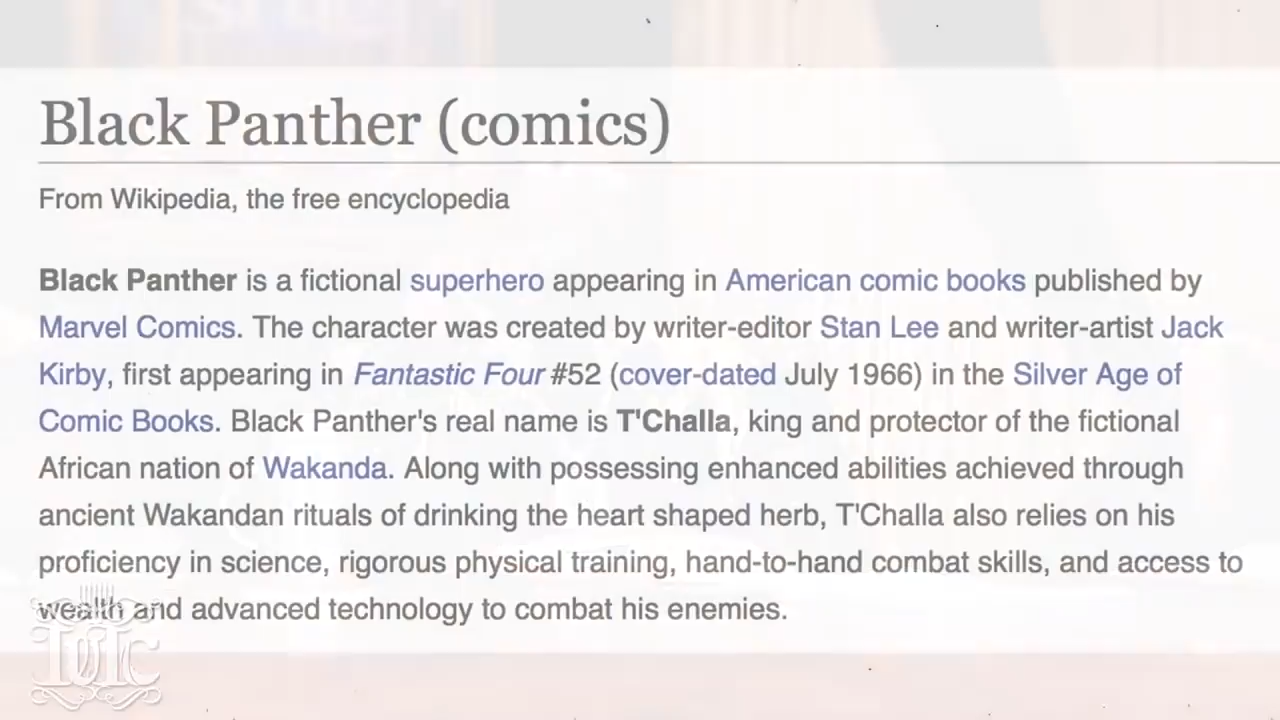 Black Panther (comics)
From Wikipedia, the free encyclopedia
Black Panther is a fictional superhero appearing in American comic books published by
Marvel Comics. The character was created by writer-editor Stan Lee and writer-artist Jack
Kirby, first appearing in Fantastic Four #52 (cover-dated July 1966) in the Silver Age of
Comic Books. Black Panther's real name is T'Challa, king and protector of the fictional
African nation of Wakanda. Along with possessing enhanced abilities achieved through
ancient Wakandan rituals of drinking the heart shaped herb, T'Challa also relies on his
proficiency in science, rigorous physical training, hand-to-hand combat skills, and access to
wealth and advanced technology to combat his enemies.
IUIC